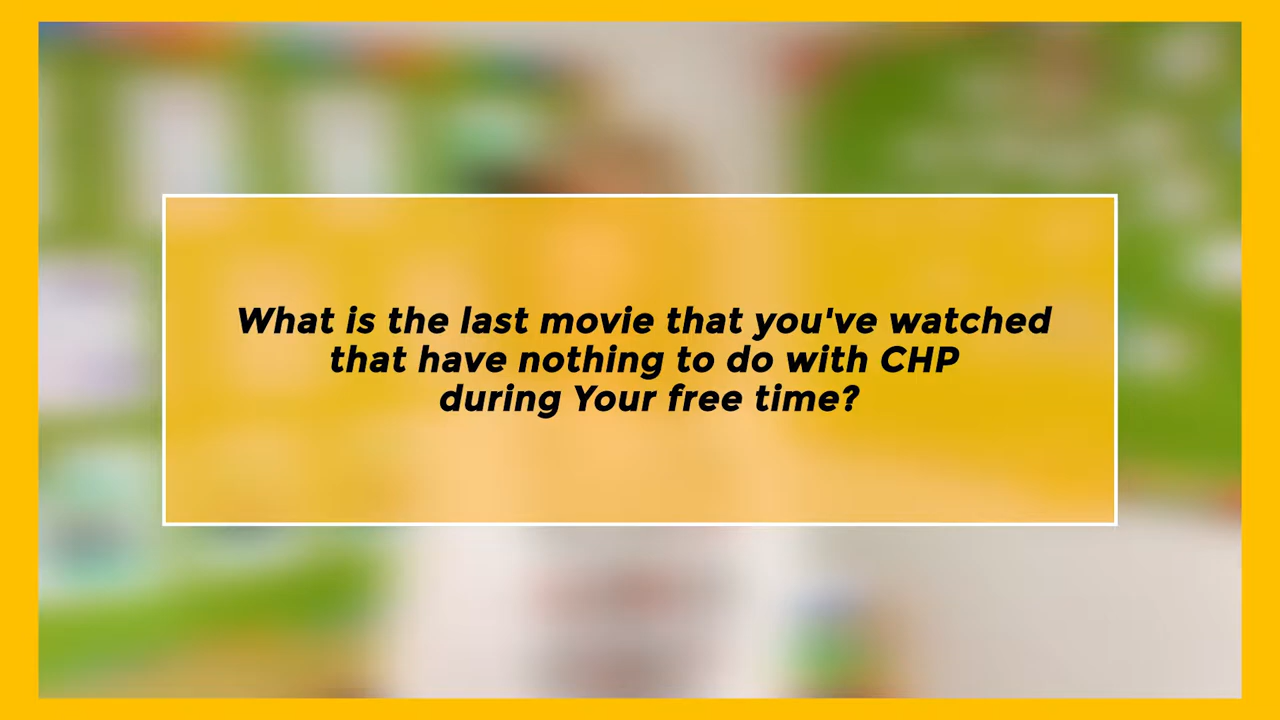 What is the last movie that you've watched
that have nothing to do with CHP
during Your free time?